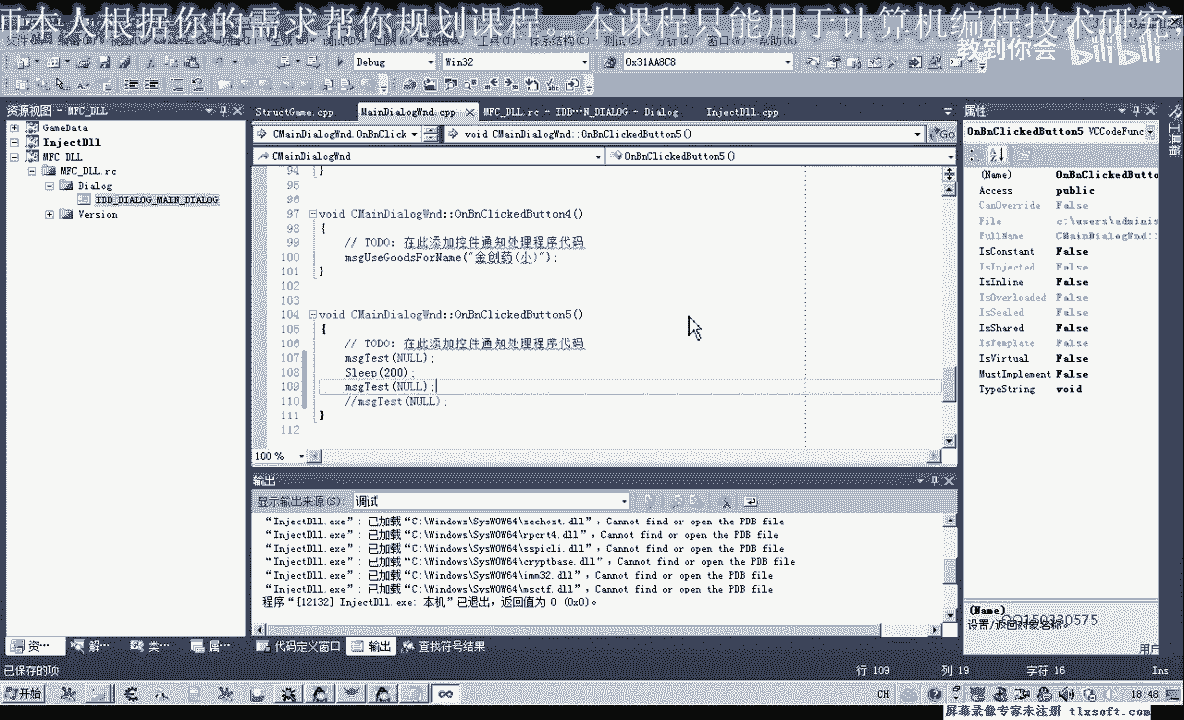 币本人根据你的需求帮你规划课程。本课程只能用于计算机编程技术研究,
教到你会 bilibili
Debug Win32 0x31AA8C8
资源视图 - MFC_DLL
GameData
InjectDll
MFC_DLL
MFC_DLL.rc
Dialog
IDD_DIALOG_MAIN_DIALOG
Version
StructGame.cpp MainDialogWnd.cpp MFC_DLL.rc - IDD...N_DIALOG - Dialog InjectDll.cpp
CMainDialogWnd.OnBnClick void CMainDialogWnd::OnBnClickedButton5() Go
CMainDialogWnd OnBnClickedButton5()
94 }
95
96
97 void CMainDialogWnd::OnBnClickedButton4()
98 {
99 // TODO: 在此添加控件通知处理程序代码
100 msgUseGoodsForName("金创药(小)");
101 }
102
103
104 void CMainDialogWnd::OnBnClickedButton5()
105 {
106 // TODO: 在此添加控件通知处理程序代码
107 msgTest(NULL);
108 Sleep(200);
109 msgTest(NULL);
110 //msgTest(NULL);
111 }
112
100 %
输出
显示输出来源(S): 调试
“InjectDll.exe”: 已加载“C:\Windows\SysWOW64\sechost.dll”, Cannot find or open the PDB file
“InjectDll.exe”: 已加载“C:\Windows\SysWOW64\rpcrt4.dll”, Cannot find or open the PDB file
“InjectDll.exe”: 已加载“C:\Windows\SysWOW64\sspicli.dll”, Cannot find or open the PDB file
“InjectDll.exe”: 已加载“C:\Windows\SysWOW64\cryptbase.dll”, Cannot find or open the PDB file
“InjectDll.exe”: 已加载“C:\Windows\SysWOW64\imm32.dll”, Cannot find or open the PDB file
“InjectDll.exe”: 已加载“C:\Windows\SysWOW64\msctf.dll”, Cannot find or open the PDB file
程序“[12132] InjectDll.exe: 本机”已退出，返回值为 0 (0x0)。
属性
OnBnClickedButton5 VCCodeFunc
(Name) OnBnClickedButto
Access public
CanOverride False
File c:\users\adminis
FullName CMainDialogWnd::
IsConstant False
IsInjected False
IsInline False
IsOverloaded False
IsSealed False
IsShared False
IsTemplate False
IsVirtual False
MustImplement False
TypeString void
(Name)
设置/返回对象名称。
工具箱
资… 解… 类… 属… 代码定义窗口 输出 查找符号结果
已保存的项 行 109 列 19 字符 16 Ins
开始 CH 18:48
屏幕录像专家未注册 tlxsoft.com